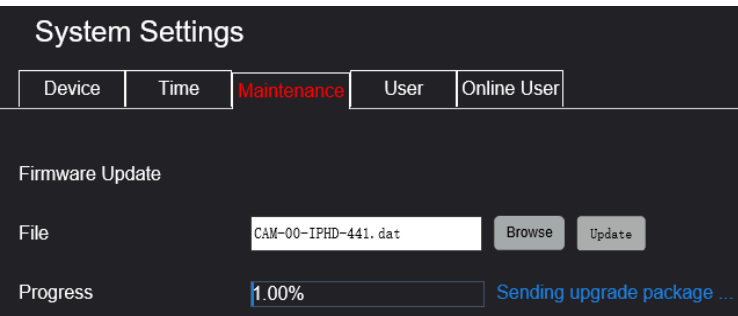 System Settings
Device Time Maintenance User Online User
Firmware Update
File CAM-00-IPHD-441.dat Browse Update
Progress 1.00% Sending upgrade package ...